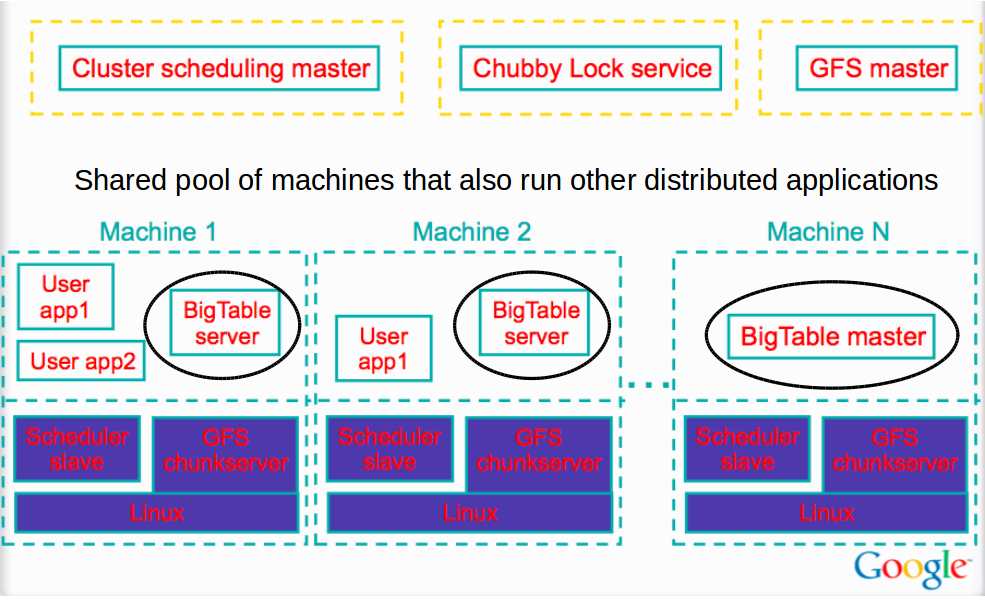 Cluster scheduling master
Chubby Lock service
GFS master
Shared pool of machines that also run other distributed applications
Machine 1
Machine 2
Machine N
User
app1
User app2
BigTable
server
User
app1
BigTable
server
...
BigTable master
Scheduler
slave
GFS
chunkserver
Linux
Scheduler
slave
GFS
chunkserver
Linux
Scheduler
slave
GFS
chunkserver
Linux
Google